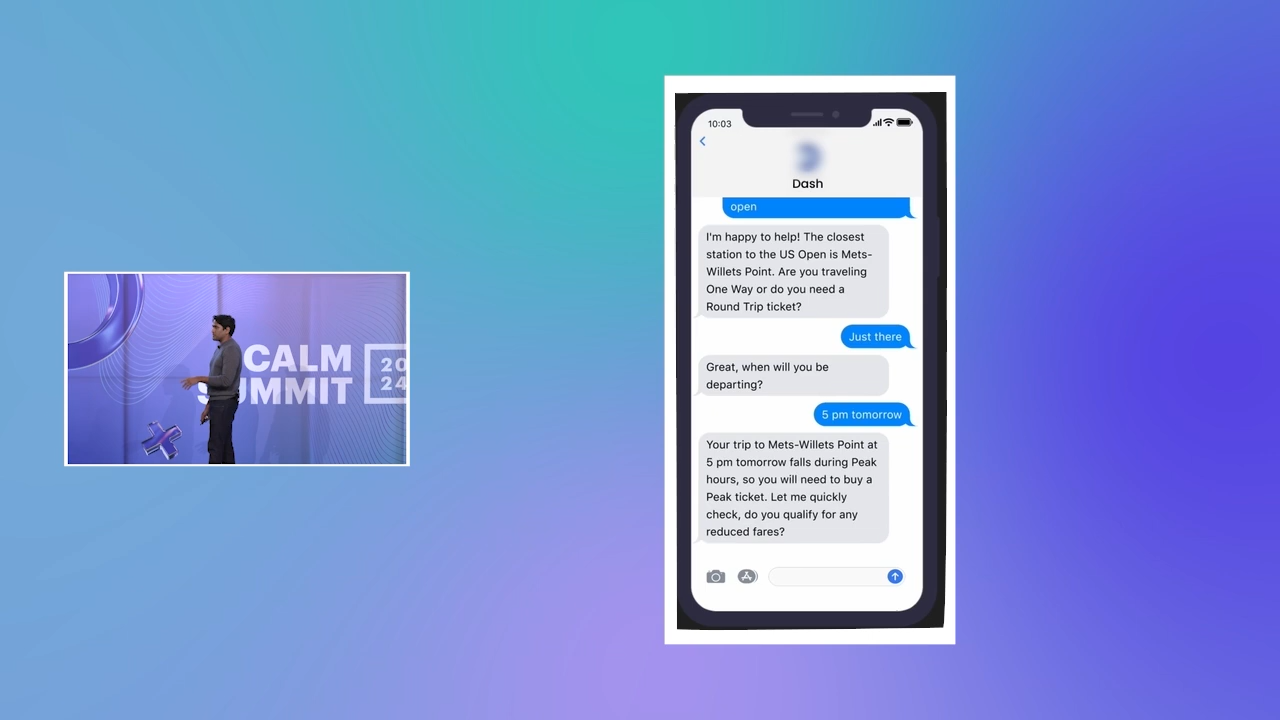 CALM
SUMMIT
20
24
10:03
Dash
open
I'm happy to help! The closest
station to the US Open is Mets-
Willets Point. Are you traveling
One Way or do you need a
Round Trip ticket?
Just there
Great, when will you be
departing?
5 pm tomorrow
Your trip to Mets-Willets Point at
5 pm tomorrow falls during Peak
hours, so you will need to buy a
Peak ticket. Let me quickly
check, do you qualify for any
reduced fares?